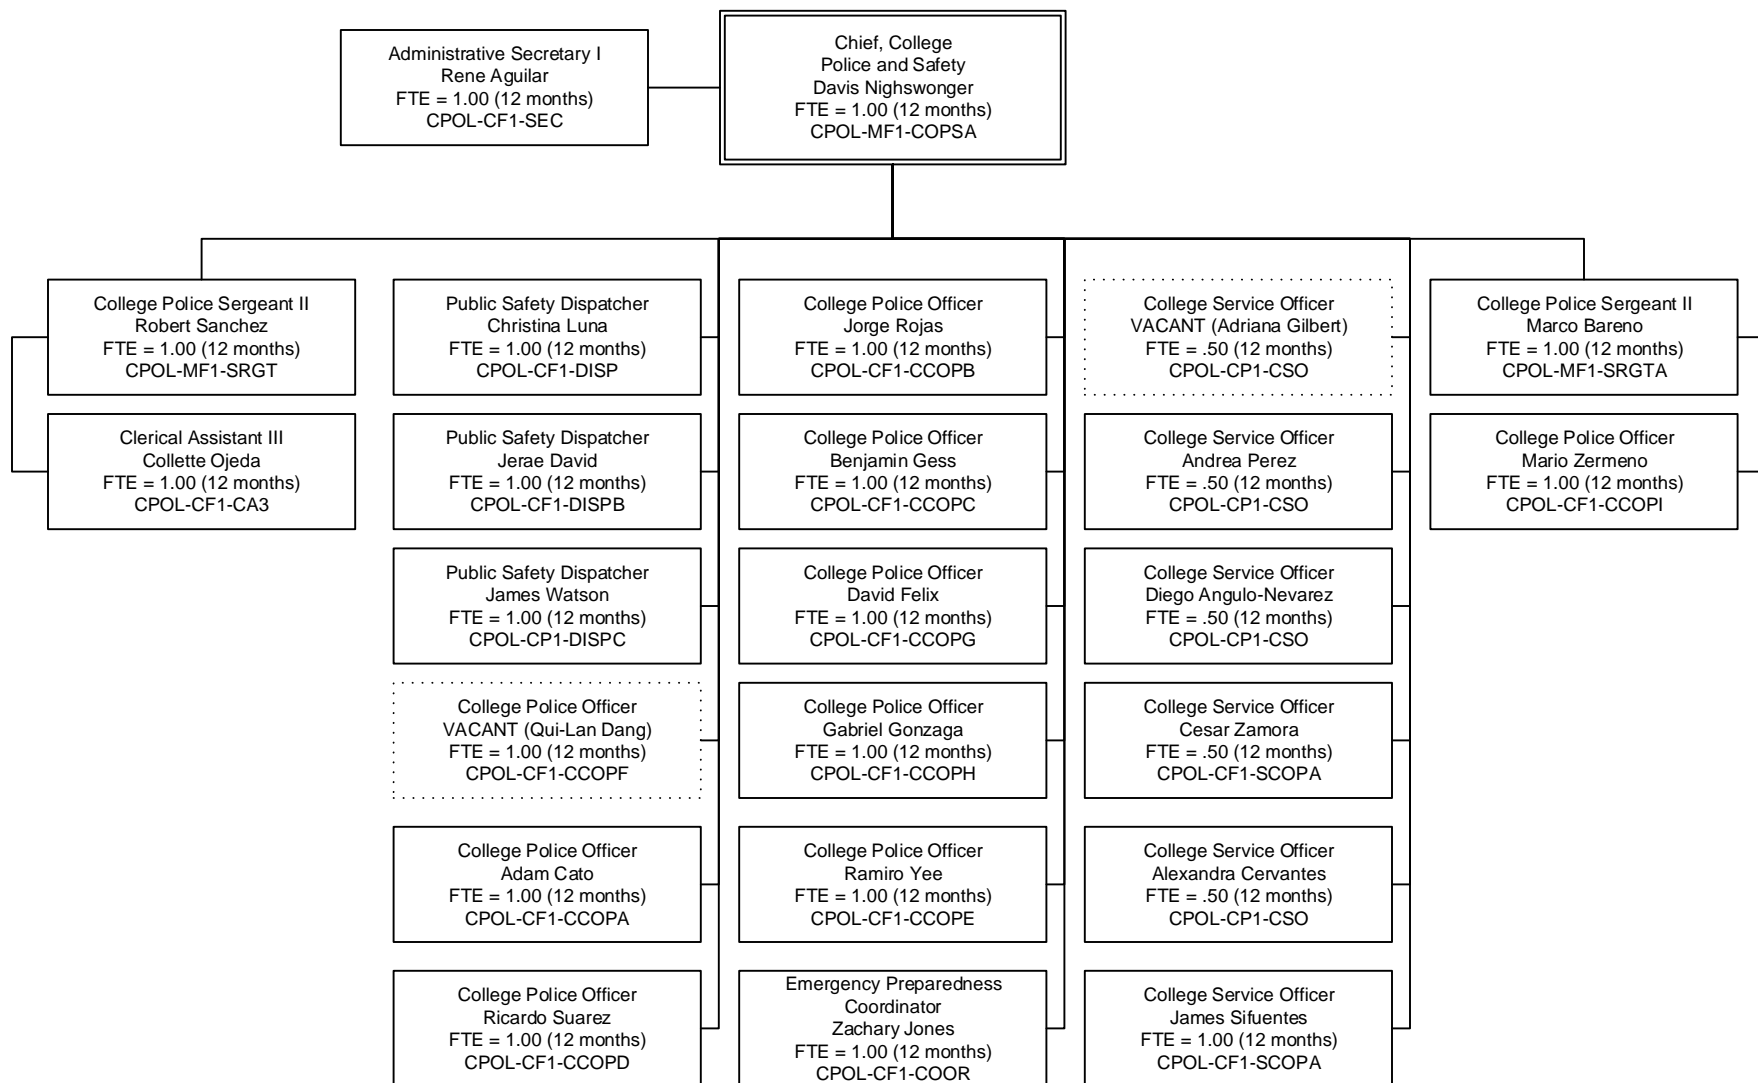 Administrative Secretary I
Rene Aguilar
FTE = 1.00 (12 months)
CPOL-CF1-SEC
Chief, College
Police and Safety
Davis Nighswonger
FTE = 1.00 (12 months)
CPOL-MF1-COPSA
College Police Sergeant II
Robert Sanchez
FTE = 1.00 (12 months)
CPOL-MF1-SRGT
Clerical Assistant III
Collette Ojeda
FTE = 1.00 (12 months)
CPOL-CF1-CA3
Public Safety Dispatcher
Christina Luna
FTE = 1.00 (12 months)
CPOL-CF1-DISP
Public Safety Dispatcher
Jerae David
FTE = 1.00 (12 months)
CPOL-CF1-DISPB
Public Safety Dispatcher
James Watson
FTE = 1.00 (12 months)
CPOL-CP1-DISPC
College Police Officer
VACANT (Qui-Lan Dang)
FTE = 1.00 (12 months)
CPOL-CF1-CCOPF
College Police Officer
Adam Cato
FTE = 1.00 (12 months)
CPOL-CF1-CCOPA
College Police Officer
Ricardo Suarez
FTE = 1.00 (12 months)
CPOL-CF1-CCOPD
College Police Officer
Jorge Rojas
FTE = 1.00 (12 months)
CPOL-CF1-CCOPB
College Police Officer
Benjamin Gess
FTE = 1.00 (12 months)
CPOL-CF1-CCOPC
College Police Officer
David Felix
FTE = 1.00 (12 months)
CPOL-CF1-CCOPG
College Police Officer
Gabriel Gonzaga
FTE = 1.00 (12 months)
CPOL-CF1-CCOPH
College Police Officer
Ramiro Yee
FTE = 1.00 (12 months)
CPOL-CF1-CCOPE
Emergency Preparedness
Coordinator
Zachary Jones
FTE = 1.00 (12 months)
CPOL-CF1-COOR
College Service Officer
VACANT (Adriana Gilbert)
FTE = .50 (12 months)
CPOL-CP1-CSO
College Service Officer
Andrea Perez
FTE = .50 (12 months)
CPOL-CP1-CSO
College Service Officer
Diego Angulo-Nevarez
FTE = .50 (12 months)
CPOL-CP1-CSO
College Service Officer
Cesar Zamora
FTE = .50 (12 months)
CPOL-CF1-SCOPA
College Service Officer
Alexandra Cervantes
FTE = .50 (12 months)
CPOL-CP1-CSO
College Service Officer
James Sifuentes
FTE = 1.00 (12 months)
CPOL-CF1-SCOPA
College Police Sergeant II
Marco Bareno
FTE = 1.00 (12 months)
CPOL-MF1-SRGTA
College Police Officer
Mario Zermeno
FTE = 1.00 (12 months)
CPOL-CF1-CCOPI